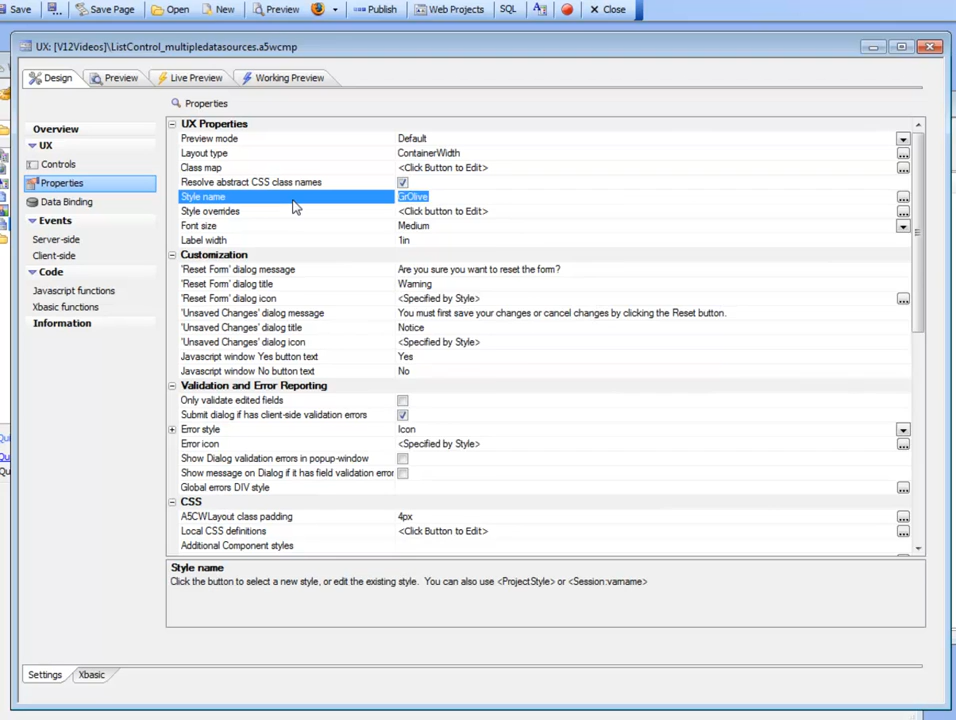 Save Save Page Open New Preview Publish Web Projects SQL A Close
UX: [V12Videos]\ListControl_multipledatasources.a5wcmp
Design Preview Live Preview Working Preview
Properties
Overview
UX
Controls
Properties
Data Binding
Events
Server-side
Client-side
Code
Javascript functions
Xbasic functions
Information
UX Properties
Preview mode Default
Layout type ContainerWidth
Class map <Click Button to Edit>
Resolve abstract CSS class names
Style name GrOlive
Style overrides <Click button to Edit>
Font size Medium
Label width 1in
Customization
'Reset Form' dialog message Are you sure you want to reset the form?
'Reset Form' dialog title Warning
'Reset Form' dialog icon <Specified by Style>
'Unsaved Changes' dialog message You must first save your changes or cancel changes by clicking the Reset button.
'Unsaved Changes' dialog title Notice
'Unsaved Changes' dialog icon <Specified by Style>
Javascript window Yes button text Yes
Javascript window No button text No
Validation and Error Reporting
Only validate edited fields
Submit dialog if has client-side validation errors
Error style Icon
Error icon <Specified by Style>
Show Dialog validation errors in popup-window
Show message on Dialog if it has field validation error
Global errors DIV style
CSS
A5CWLayout class padding 4px
Local CSS definitions <Click Button to Edit>
Additional Component styles
Style name
Click the button to select a new style, or edit the existing style. You can also use <ProjectStyle> or <Session:varname>
Settings Xbasic